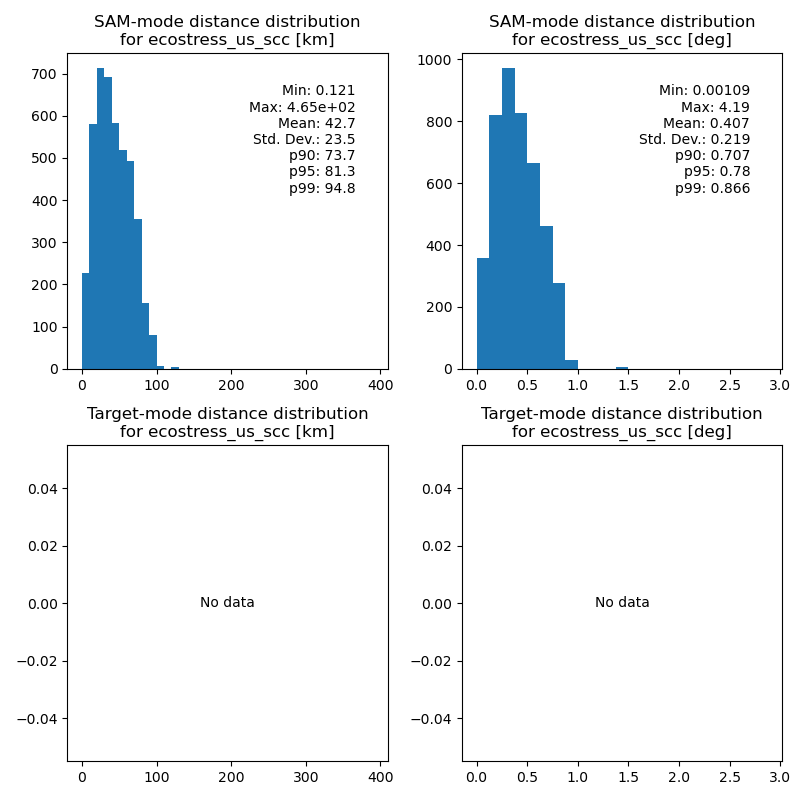 SAM-mode distance distribution
for ecostress_us_scc [km]
700
600
500
400
300
200
100
0
Min: 0.121
Max: 4.65e+02
Mean: 42.7
Std. Dev.: 23.5
p90: 73.7
p95: 81.3
p99: 94.8
0 100 200 300 400
SAM-mode distance distribution
for ecostress_us_scc [deg]
1000
800
600
400
200
0
Min: 0.00109
Max: 4.19
Mean: 0.407
Std. Dev.: 0.219
p90: 0.707
p95: 0.78
p99: 0.866
0.0 0.5 1.0 1.5 2.0 2.5 3.0
Target-mode distance distribution
for ecostress_us_scc [km]
0.04
0.02
0.00
−0.02
−0.04
No data
0 100 200 300 400
Target-mode distance distribution
for ecostress_us_scc [deg]
0.04
0.02
0.00
−0.02
−0.04
No data
0.0 0.5 1.0 1.5 2.0 2.5 3.0